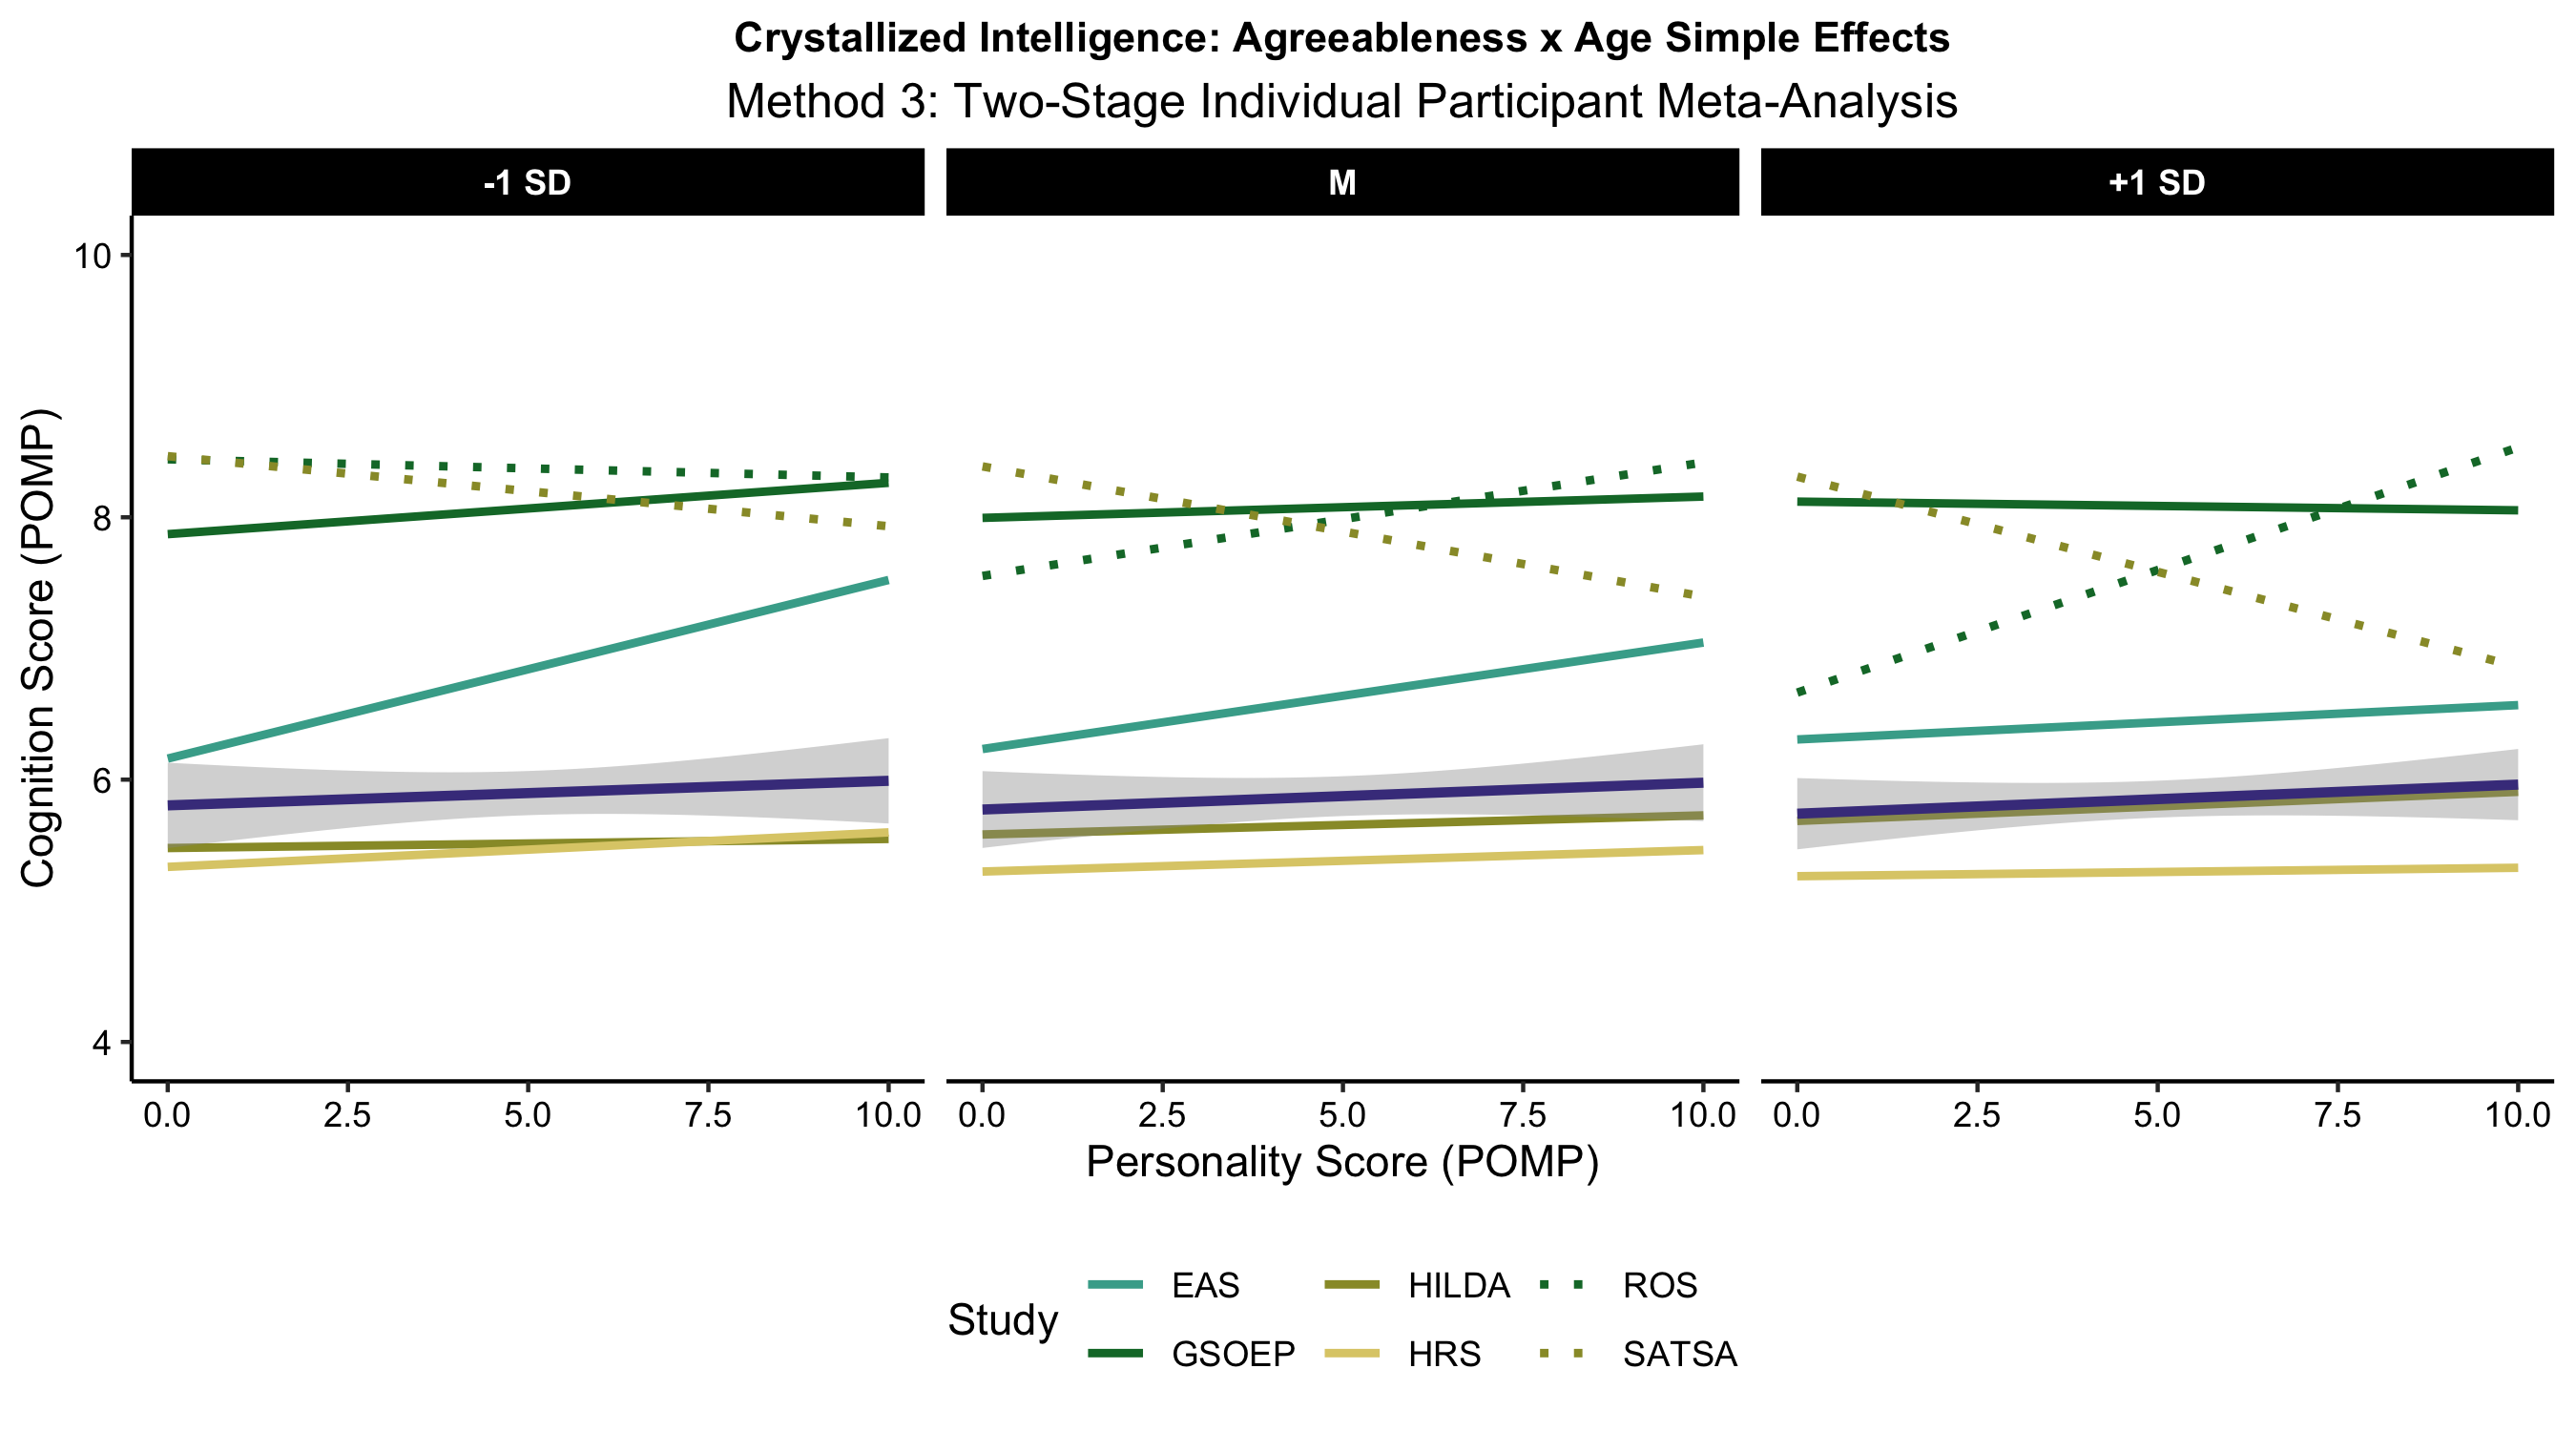 Crystallized Intelligence: Agreeableness x Age Simple Effects
Method 3: Two-Stage Individual Participant Meta-Analysis
-1 SD M +1 SD
Cognition Score (POMP)
10
8
6
4
0.0 2.5 5.0 7.5 10.0 0.0 2.5 5.0 7.5 10.0 0.0 2.5 5.0 7.5 10.0
Personality Score (POMP)
Study
EAS HILDA ROS
GSOEP HRS SATSA